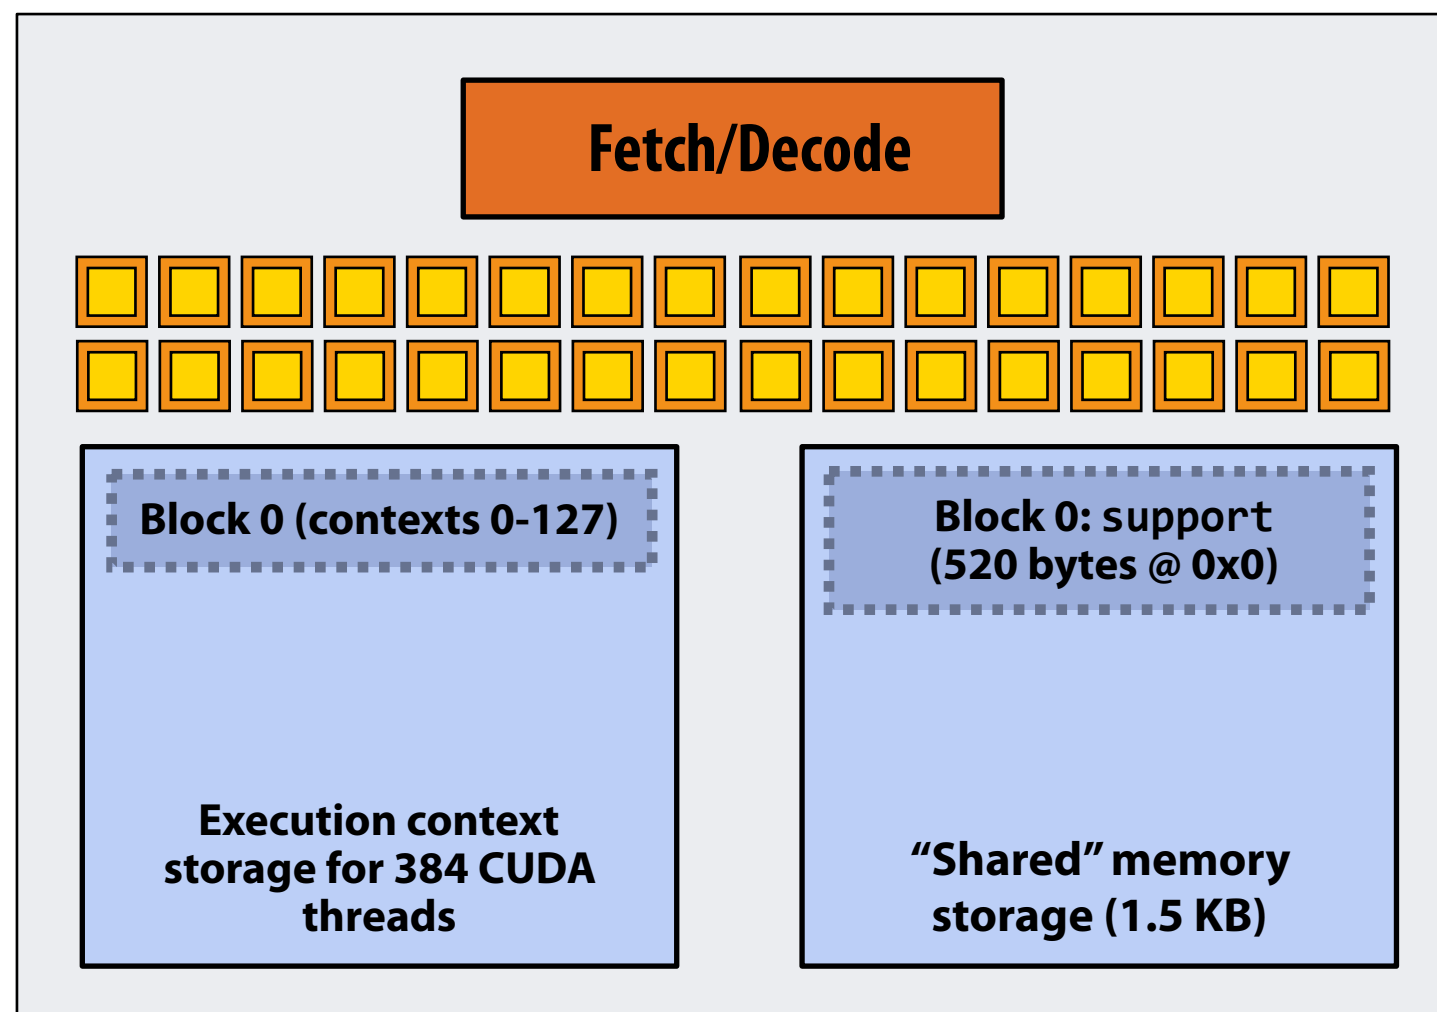 Fetch/Decode
Block 0 (contexts 0-127)
Block 0: support
(520 bytes @ 0x0)
Execution context
storage for 384 CUDA
threads
“Shared” memory
storage (1.5 KB)